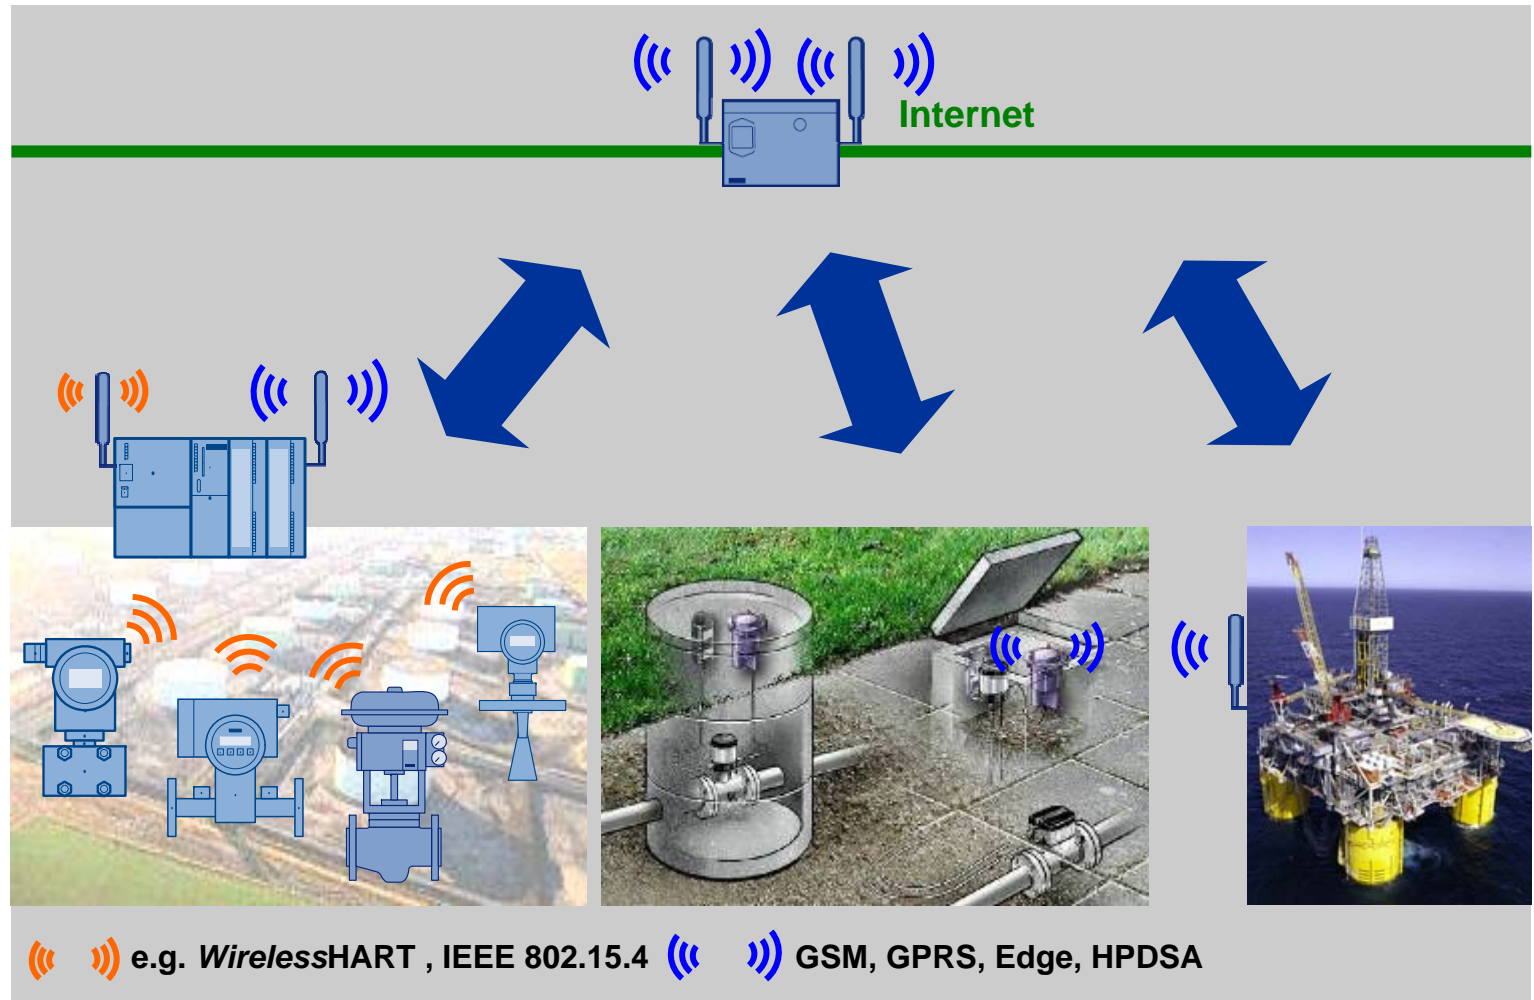 Internet
e.g. WirelessHART , IEEE 802.15.4
GSM, GPRS, Edge, HPDSA